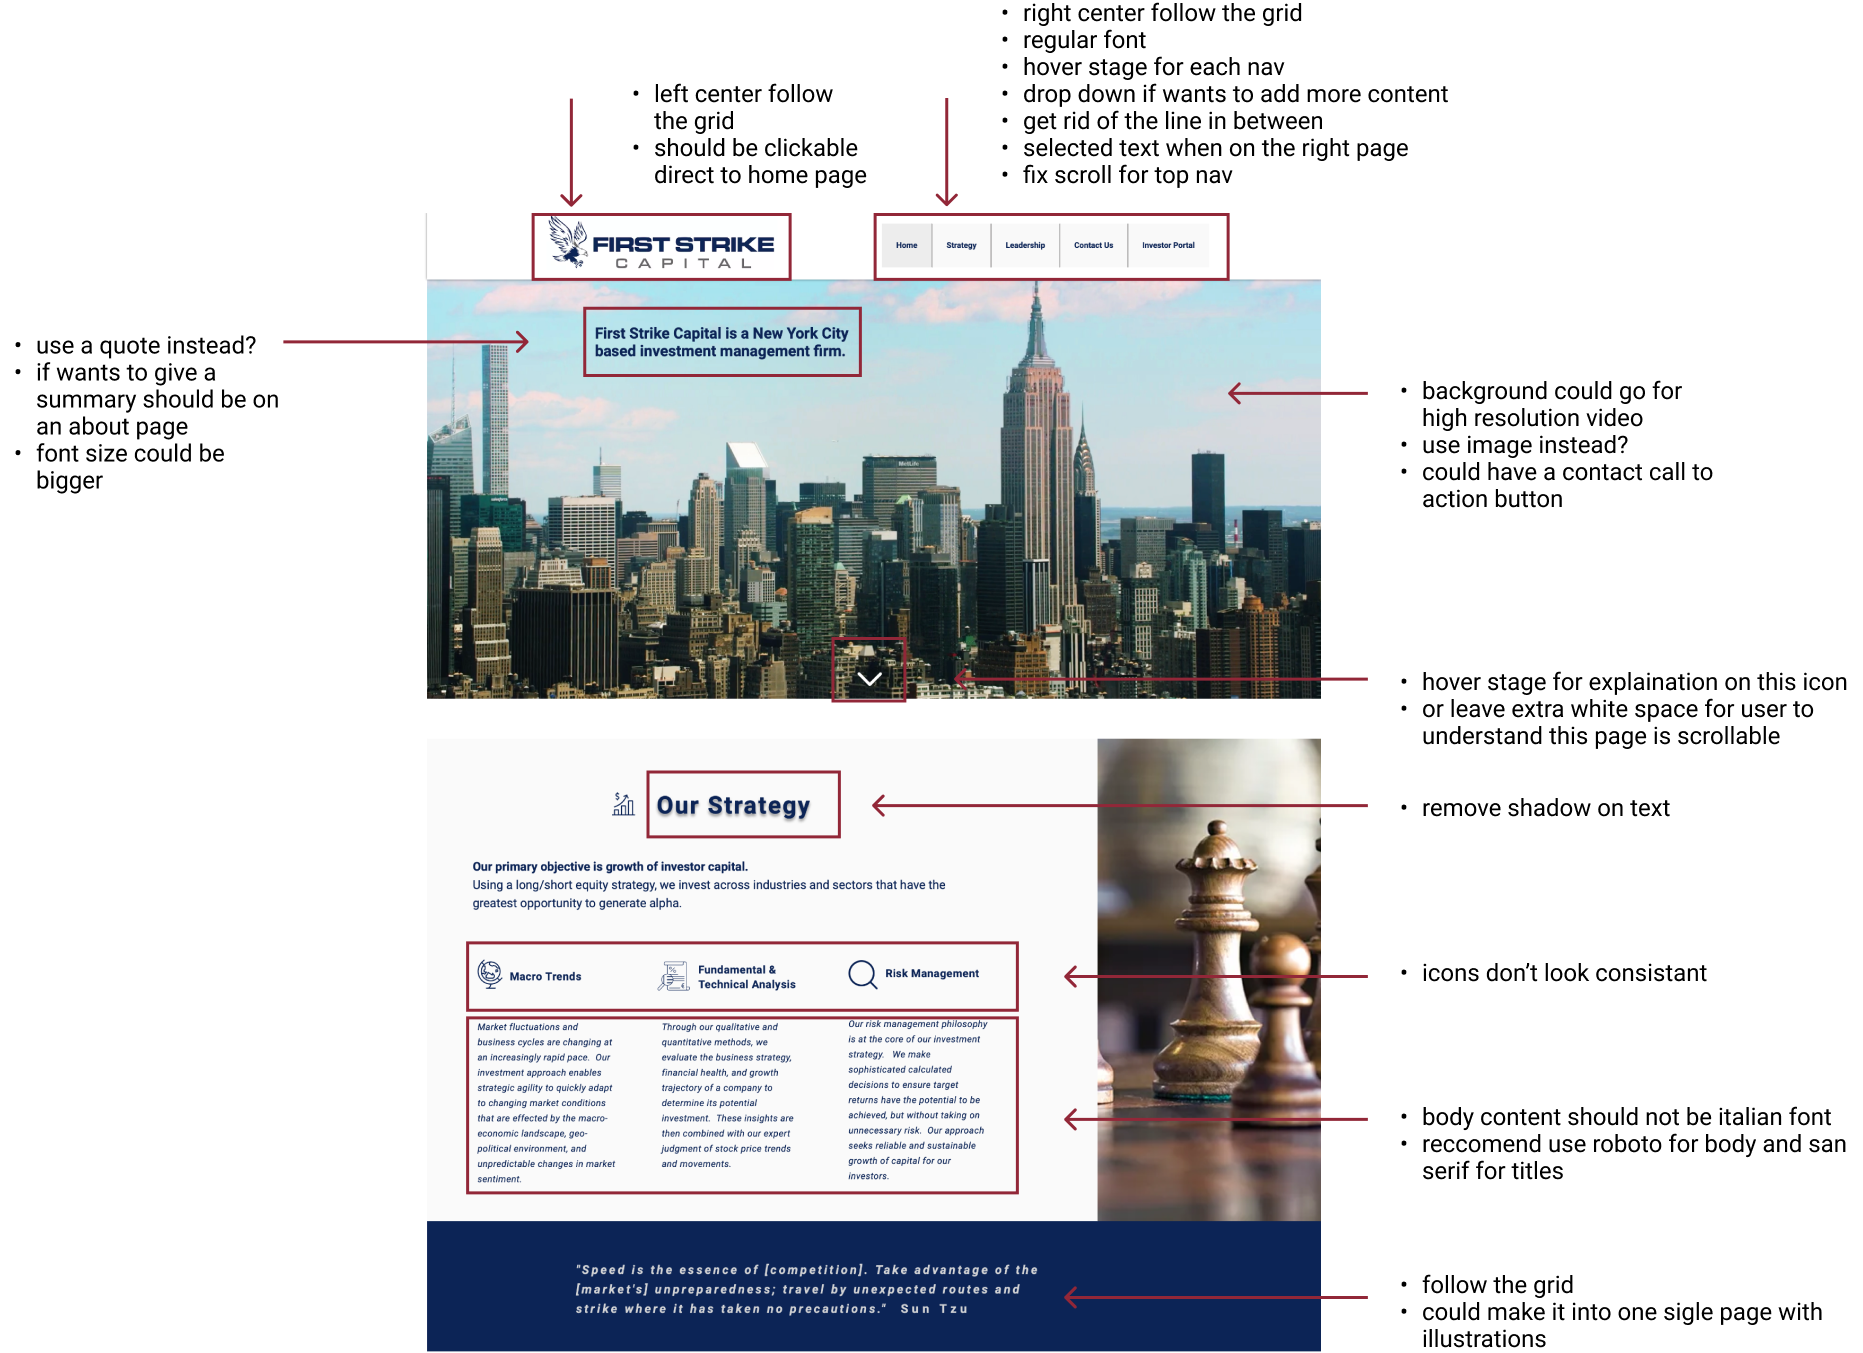 • right center follow the grid
• regular font
• hover stage for each nav
• drop down if wants to add more content
• get rid of the line in between
• selected text when on the right page
• fix scroll for top nav
• left center follow
the grid
• should be clickable
direct to home page
FIRST STRIKE
CAPITAL
Home
Strategy
Leadership
Contact Us
Investor Portal
First Strike Capital is a New York City
based investment management firm.
• use a quote instead?
• if wants to give a
summary should be on
an about page
• font size could be
bigger
MetLife
• background could go for
high resolution video
• use image instead?
• could have a contact call to
action button
• hover stage for explaination on this icon
• or leave extra white space for user to
understand this page is scrollable
Our Strategy
• remove shadow on text
Our primary objective is growth of investor capital.
Using a long/short equity strategy, we invest across industries and sectors that have the
greatest opportunity to generate alpha.
Macro Trends
Fundamental &
Technical Analysis
Risk Management
• icons don’t look consistant
Market fluctuations and
business cycles are changing at
an increasingly rapid pace.  Our
investment approach enables
strategic agility to quickly adapt
to changing market conditions
that are effected by the macro-
economic landscape, geo-
political environment, and
unpredictable changes in market
sentiment.
Through our qualitative and
quantitative methods, we
evaluate the business strategy,
financial health, and growth
trajectory of a company to
determine its potential
investment.  These insights are
then combined with our expert
judgment of stock price trends
and movements.
Our risk management philosophy
is at the core of our investment
strategy.   We make
sophisticated calculated
decisions to ensure target
returns have the potential to be
achieved, but without taking on
unnecessary risk.  Our approach
seeks reliable and sustainable
growth of capital for our
investors.
• body content should not be italian font
• reccomend use roboto for body and san
serif for titles
"Speed is the essence of [competition]. Take advantage of the
[market's] unpreparedness; travel by unexpected routes and
strike where it has taken no precautions."  Sun Tzu
• follow the grid
• could make it into one sigle page with
illustrations